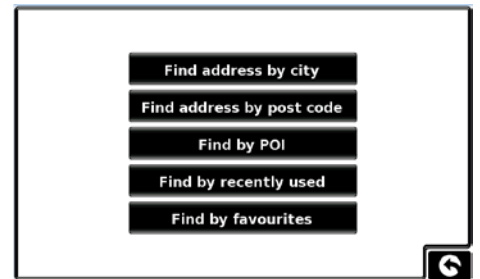 Find address by city
Find address by post code
Find by POI
Find by recently used
Find by favourites